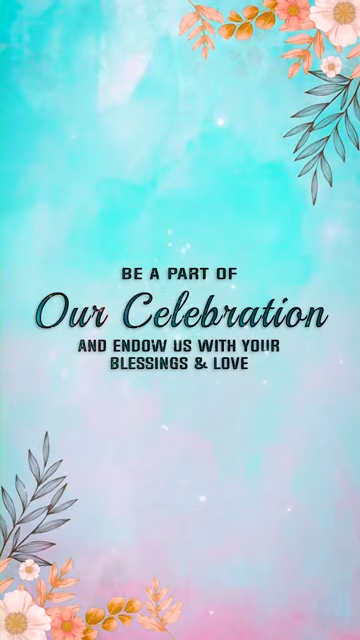 BE A PART OF
Our Celebration
AND ENDOW US WITH YOUR
BLESSINGS & LOVE